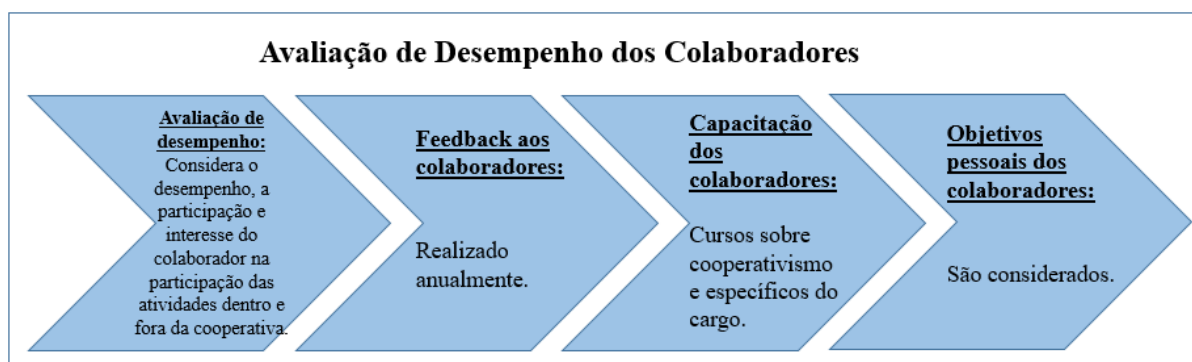 Avaliação de Desempenho dos Colaboradores
Avaliação de
desempenho:
Considera o
desempenho, a
participação e
interesse do
colaborador na
participação das
atividades dentro e
fora da cooperativa.
Feedback aos
colaboradores:
Realizado
anualmente.
Capacitação
dos
colaboradores:
Cursos sobre
cooperativismo
e específicos do
cargo.
Objetivos
pessoais dos
colaboradores:
São considerados.